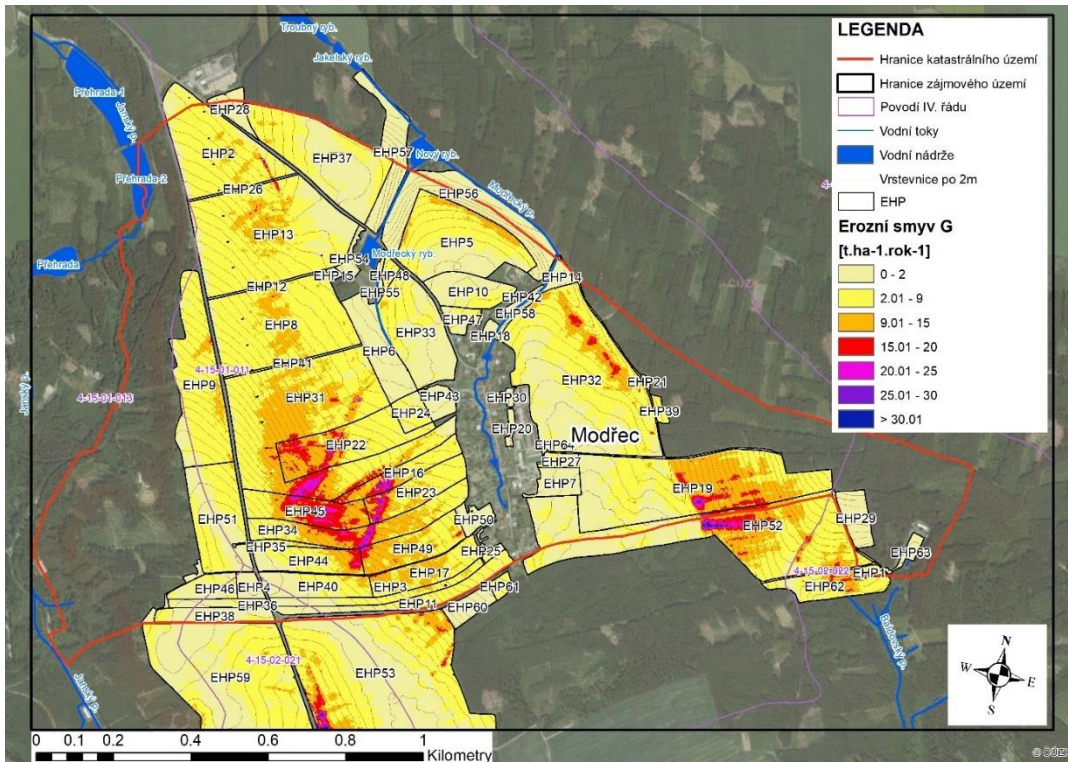 Troubný ryb.
Jakelský ryb.
Přehrada-1
Janský p.
Přehrada-2
Přehrada
EHP28
EHP2
EHP37
EHP57
Nový ryb.
EHP26
EHP56
Modřecký p.
EHP13
EHP5
EHP54
Modřecký ryb.
EHP15
EHP48
EHP12
EHP55
EHP10
EHP14
EHP42
EHP8
EHP33
EHP47
EHP58
EHP18
EHP6
EHP41
4-15-01-011
EHP9
EHP31
EHP43
EHP24
EHP30
EHP32
EHP21
EHP39
Janský p.
4-15-01-013
EHP22
EHP20
Modřec
EHP64
EHP27
EHP16
EHP23
EHP7
EHP19
EHP45
EHP51
EHP34
EHP50
EHP52
EHP29
EHP35
EHP49
EHP25
EHP44
EHP63
EHP17
EHP1
4-15-02-022
EHP46
EHP4
EHP40
EHP3
EHP61
EHP62
EHP36
EHP11
EHP60
EHP38
4-15-02-021
EHP59
EHP53
Janský p.
LEGENDA
Hranice katastrálního území
Hranice zájmového území
Povodí IV. řádu
Vodní toky
Vodní nádrže
Vrstevnice po 2m
EHP
Erozní smyv G
[t.ha-1.rok-1]
0 - 2
2.01 - 9
9.01 - 15
15.01 - 20
20.01 - 25
25.01 - 30
> 30.01
N
W
E
S
0 0.1 0.2 0.4 0.6 0.8 1
Kilometry